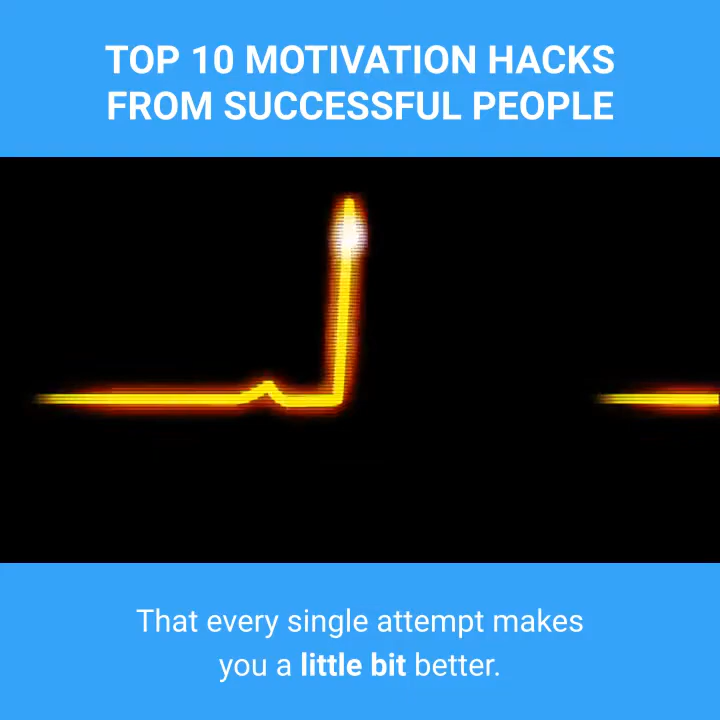 TOP 10 MOTIVATION HACKS
FROM SUCCESSFUL PEOPLE
That every single attempt makes
you a little bit better.